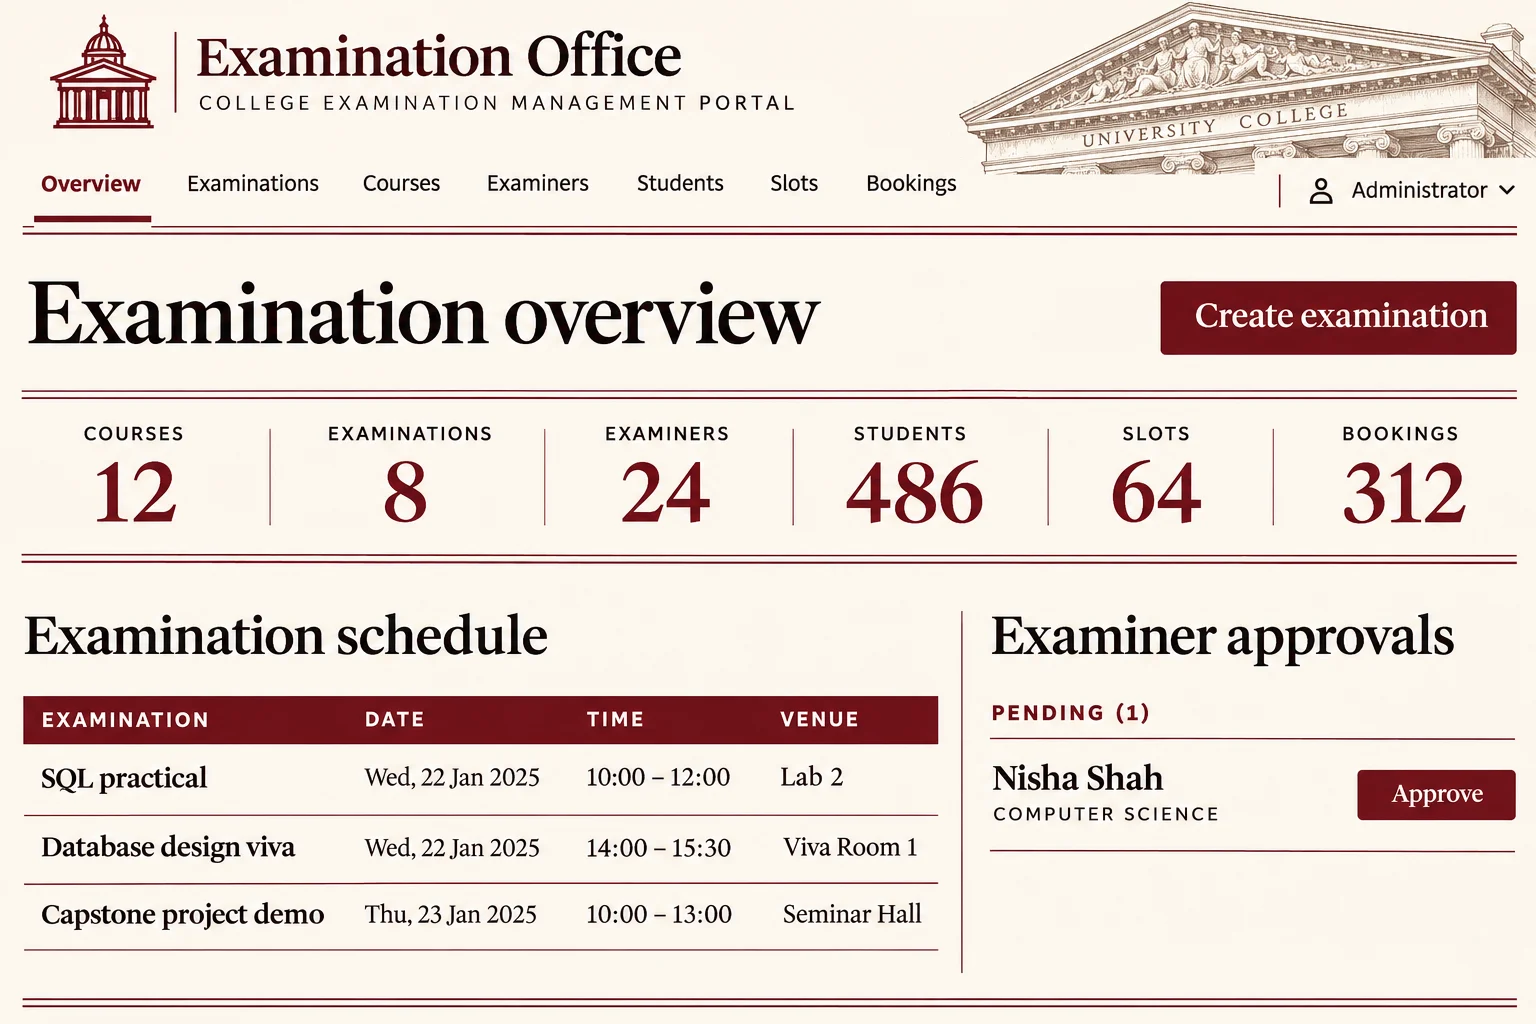 Examination Office
COLLEGE EXAMINATION MANAGEMENT PORTAL
UNIVERSITY COLLEGE
Overview Examinations Courses Examiners Students Slots Bookings
Administrator
Examination overview
Create examination
COURSES EXAMINATIONS EXAMINERS STUDENTS SLOTS BOOKINGS
12 8 24 486 64 312
Examination schedule
EXAMINATION DATE TIME VENUE
SQL practical Wed, 22 Jan 2025 10:00 – 12:00 Lab 2
Database design viva Wed, 22 Jan 2025 14:00 – 15:30 Viva Room 1
Capstone project demo Thu, 23 Jan 2025 10:00 – 13:00 Seminar Hall
Examiner approvals
PENDING (1)
Nisha Shah
COMPUTER SCIENCE
Approve